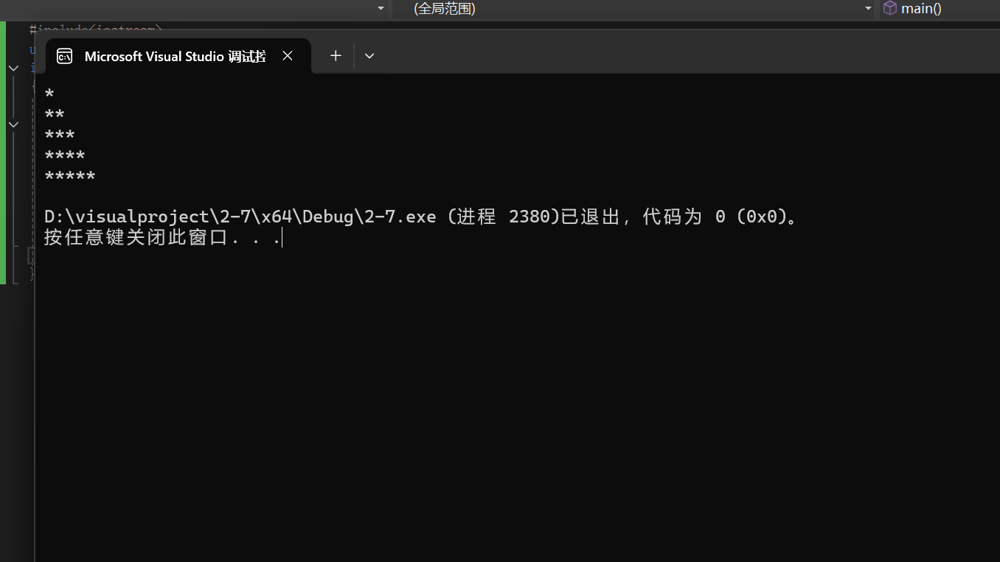 (全局范围)
main()
#include<iostream>
Microsoft Visual Studio 调试控
*
**
***
****
*****
D:\visualproject\2-7\x64\Debug\2-7.exe (进程 2380)已退出，代码为 0 (0x0)。
按任意键关闭此窗口. . .
}